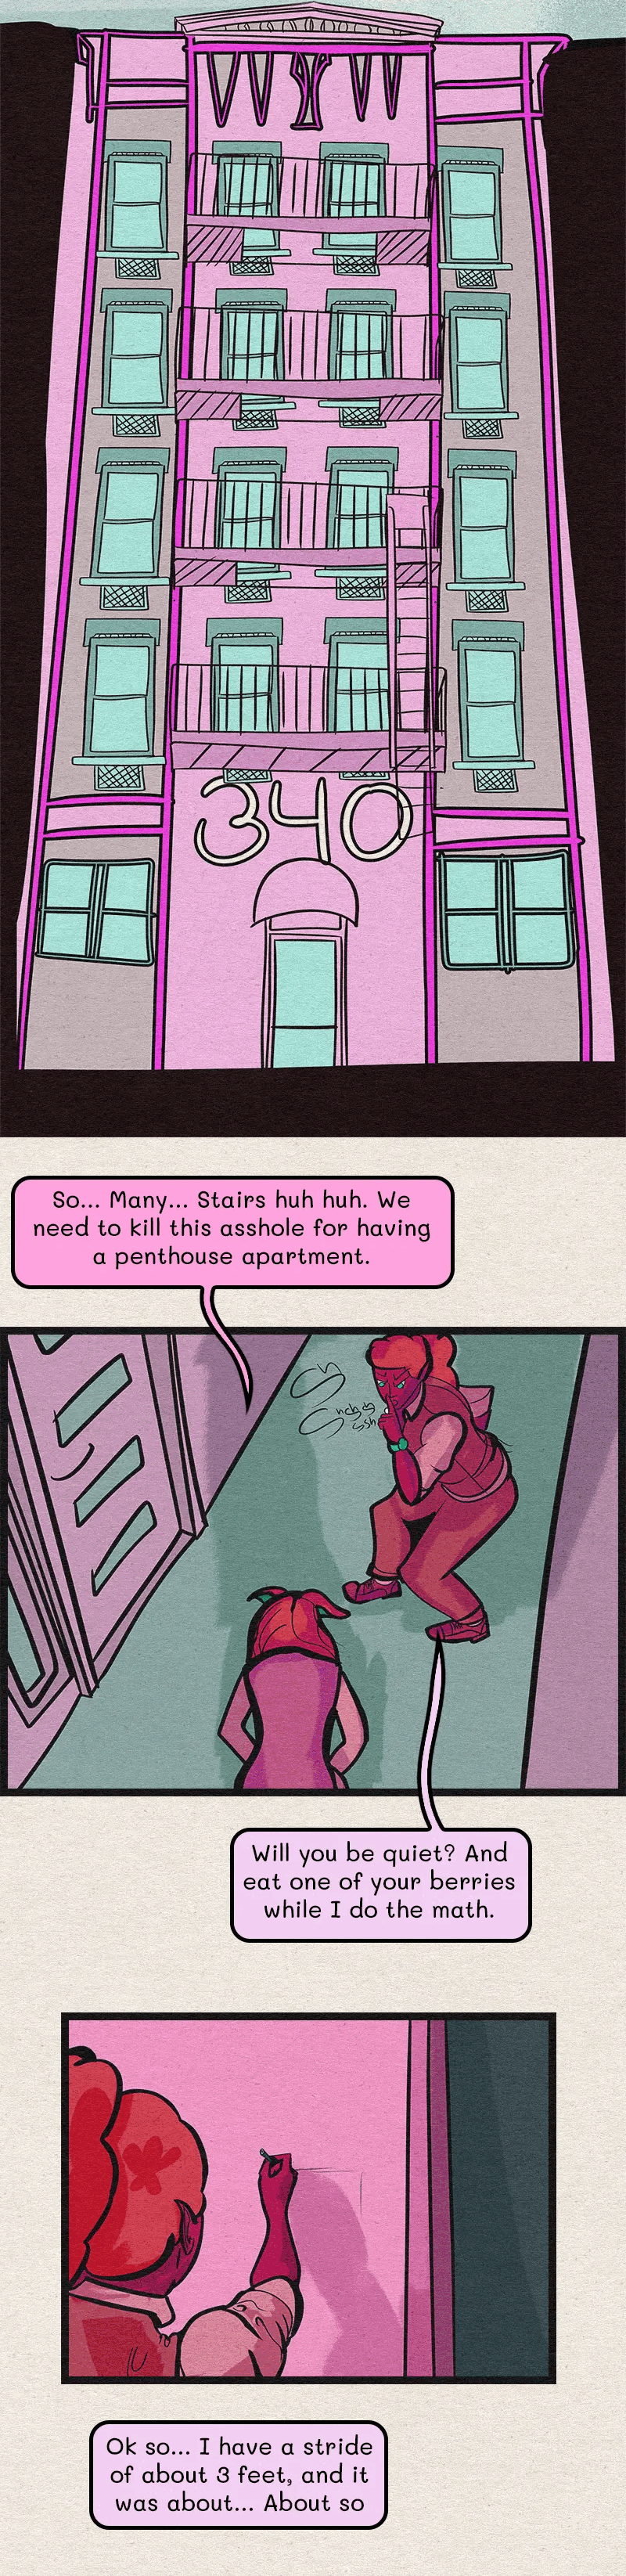 340
So... Many... Stairs huh huh. We
need to kill this asshole for having
a penthouse apartment.
Will you be quiet? And
eat one of your berries
while I do the math.
Ok so... I have a stride
of about 3 feet, and it
was about... About so